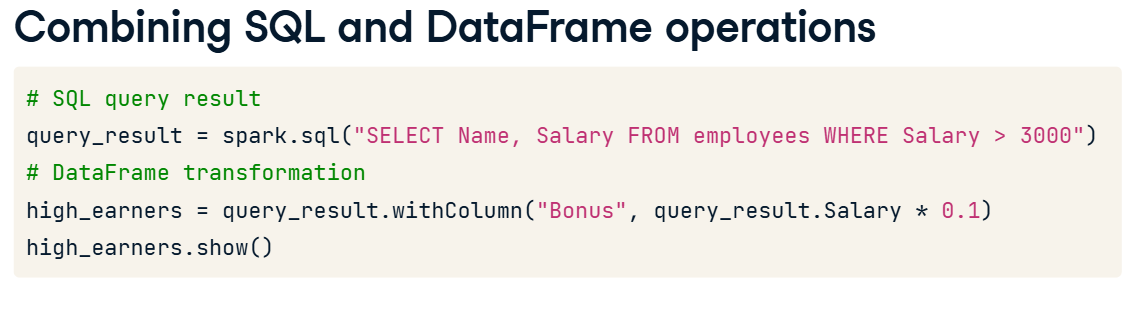 Combining SQL and DataFrame operations
# SQL query result
query_result = spark.sql("SELECT Name, Salary FROM employees WHERE Salary > 3000")
# DataFrame transformation
high_earners = query_result.withColumn("Bonus", query_result.Salary * 0.1)
high_earners.show()